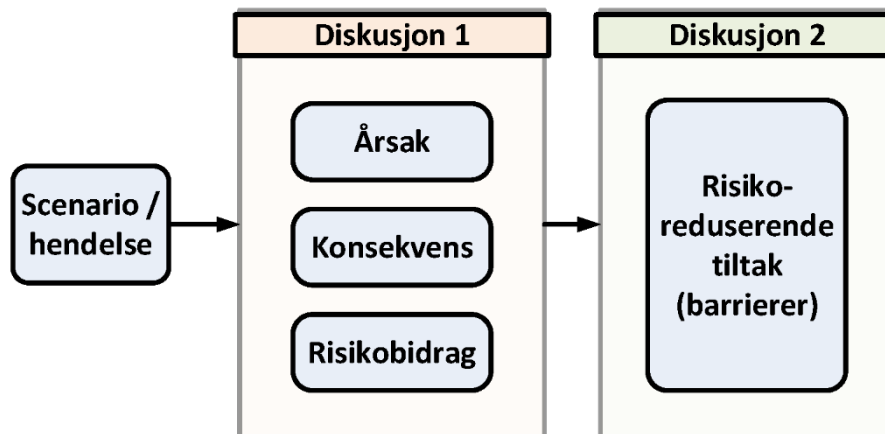 Scenario /
hendelse
Diskusjon 1
Årsak
Konsekvens
Risikobidrag
Diskusjon 2
Risiko-
reduserende
tiltak
(barrierer)